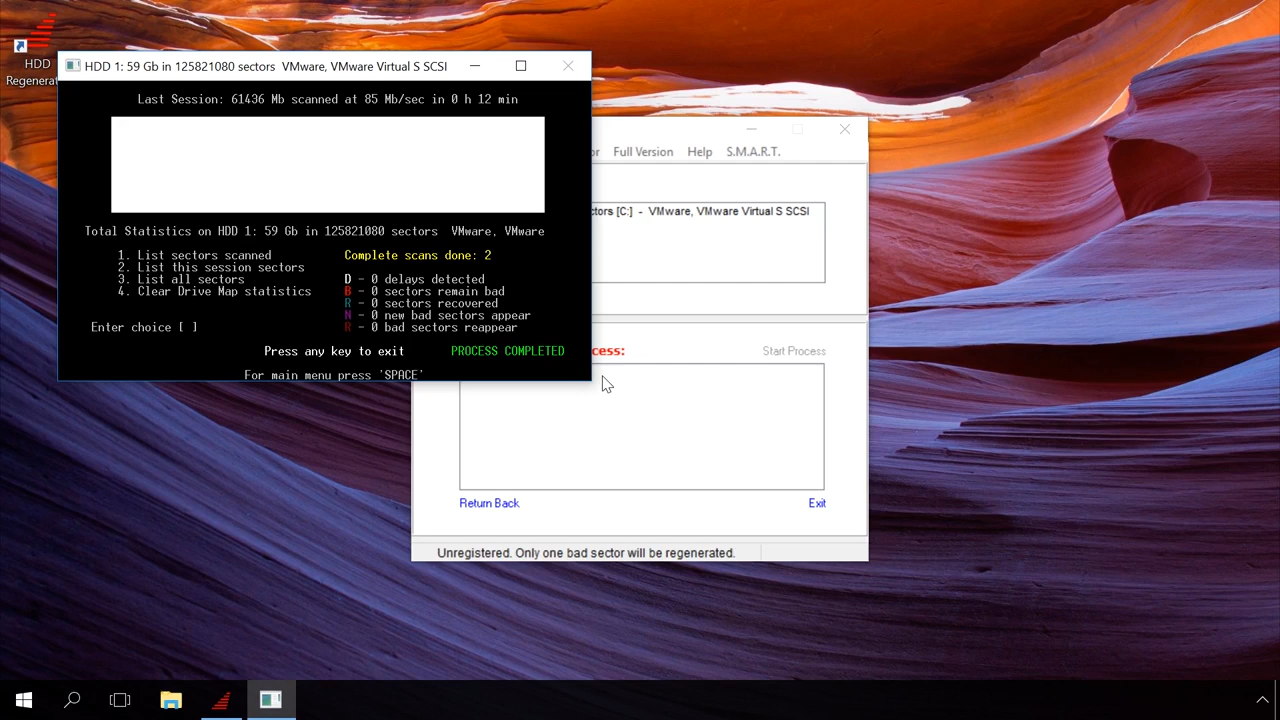 HDD
Regenerat
HDD 1: 59 Gb in 125821080 sectors  VMware, VMware Virtual S SCSI
Last Session: 61436 Mb scanned at 85 Mb/sec in 0 h 12 min
Total Statistics on HDD 1: 59 Gb in 125821080 sectors  VMware, VMware
1. List sectors scanned
2. List this session sectors
3. List all sectors
4. Clear Drive Map statistics
Complete scans done: 2
D - 0 delays detected
B - 0 sectors remain bad
R - 0 sectors recovered
N - 0 new bad sectors appear
R - 0 bad sectors reappear
Enter choice [ ]
Press any key to exit
PROCESS COMPLETED
For main menu press 'SPACE'
or Full Version Help S.M.A.R.T.
ctors [C:]  -  VMware, VMware Virtual S SCSI
cess:
Start Process
Return Back
Exit
Unregistered. Only one bad sector will be regenerated.